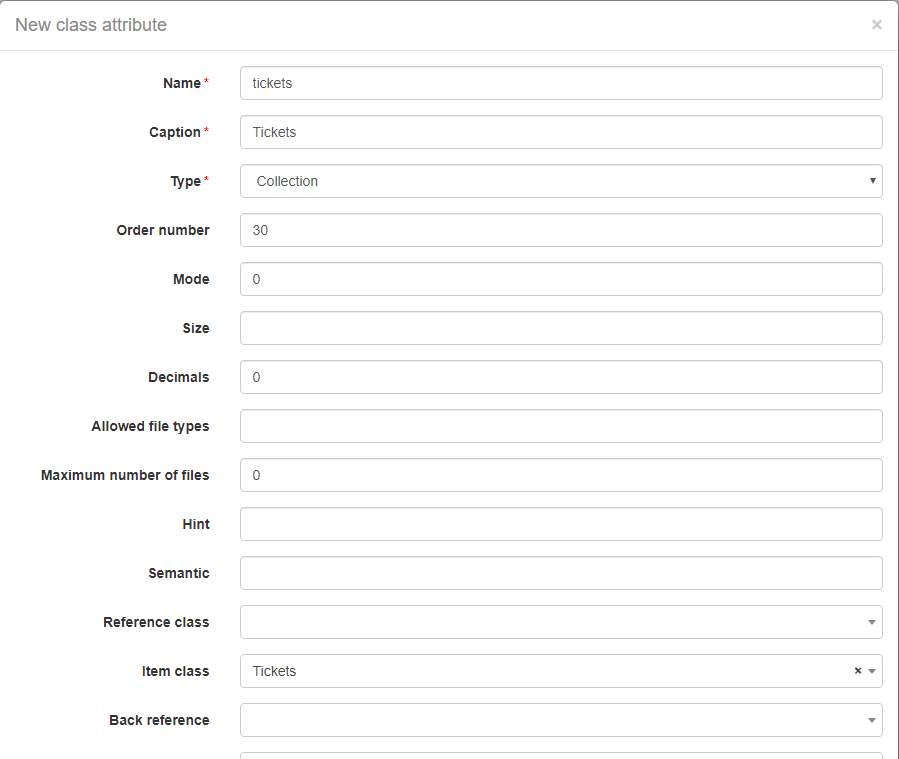 New class attribute ×
Name * tickets
Caption * Tickets
Type * Collection
Order number 30
Mode 0
Size
Decimals 0
Allowed file types
Maximum number of files 0
Hint
Semantic
Reference class
Item class Tickets ×
Back reference